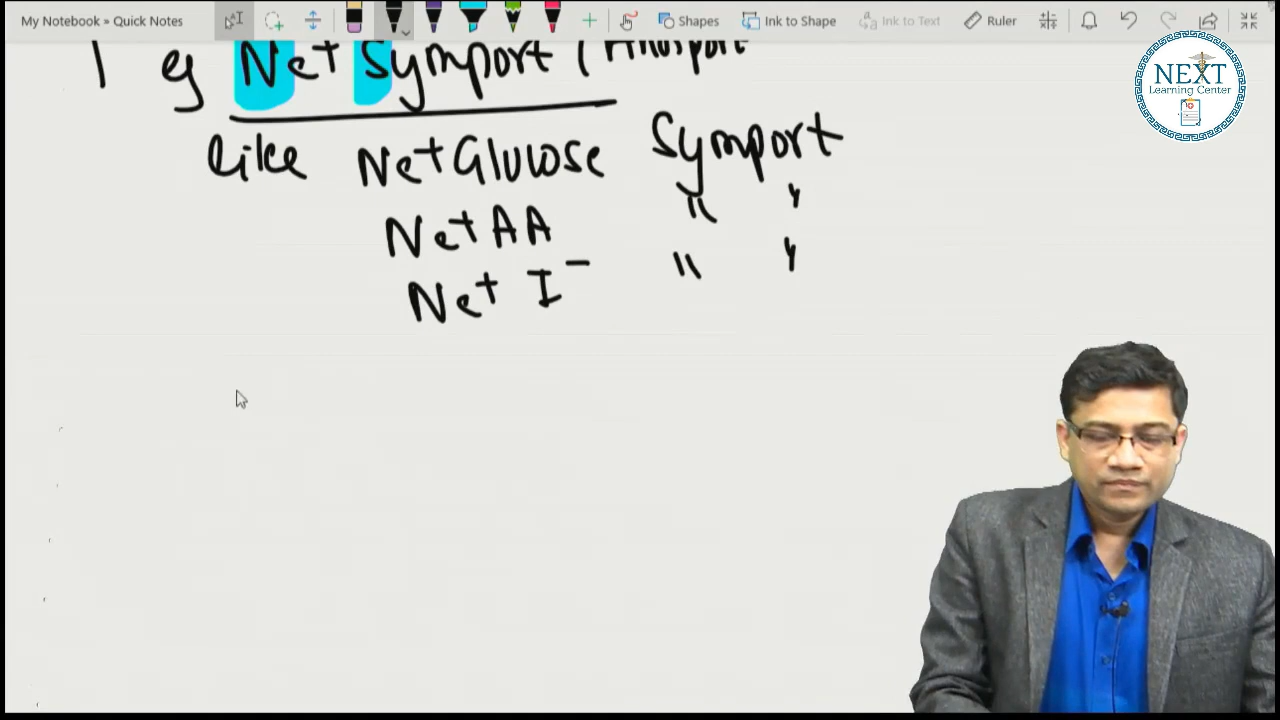 My Notebook » Quick Notes
Shapes
Ink to Shape
Ink to Text
Ruler
NEXT
Learning Center
eg Na+ Symport / Antiport
like Na+ Glucose Symport
Na+ AA " "
Na+ I- " "